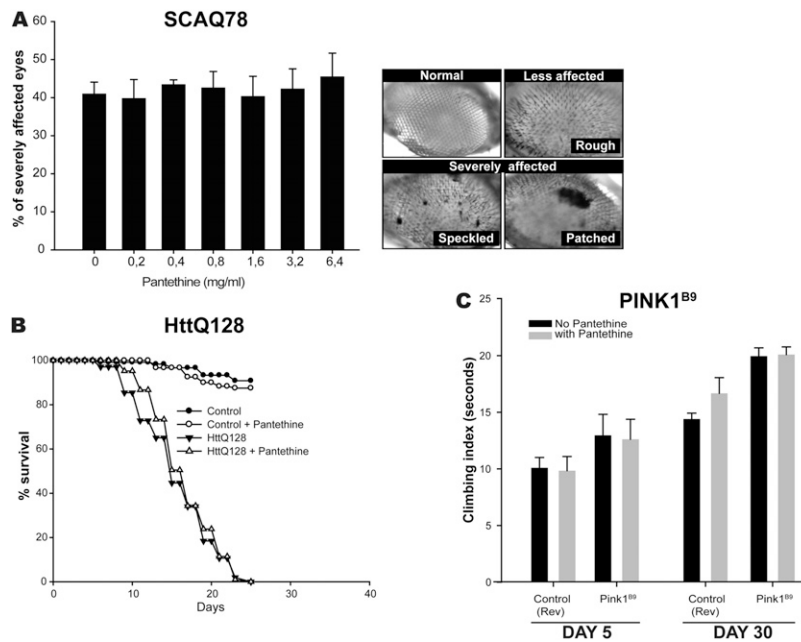 A
SCAQ78
60
50
40
30
20
10
0
% of severely affected eyes
0 0,2 0,4 0,8 1,6 3,2 6,4
Pantethine (mg/ml)
Normal Less affected
Rough
Severely affected
Speckled Patched
B
HttQ128
100
80
60
40
20
0
% survival
Control
Control + Pantethine
HttQ128
HttQ128 + Pantethine
0 10 20 30 40
Days
C
PINK1ᴮ⁹
25
20
15
10
5
0
Climbing index (seconds)
No Pantethine
with Pantethine
Control Pink1ᴮ⁹ Control Pink1ᴮ⁹
(Rev) (Rev)
DAY 5 DAY 30